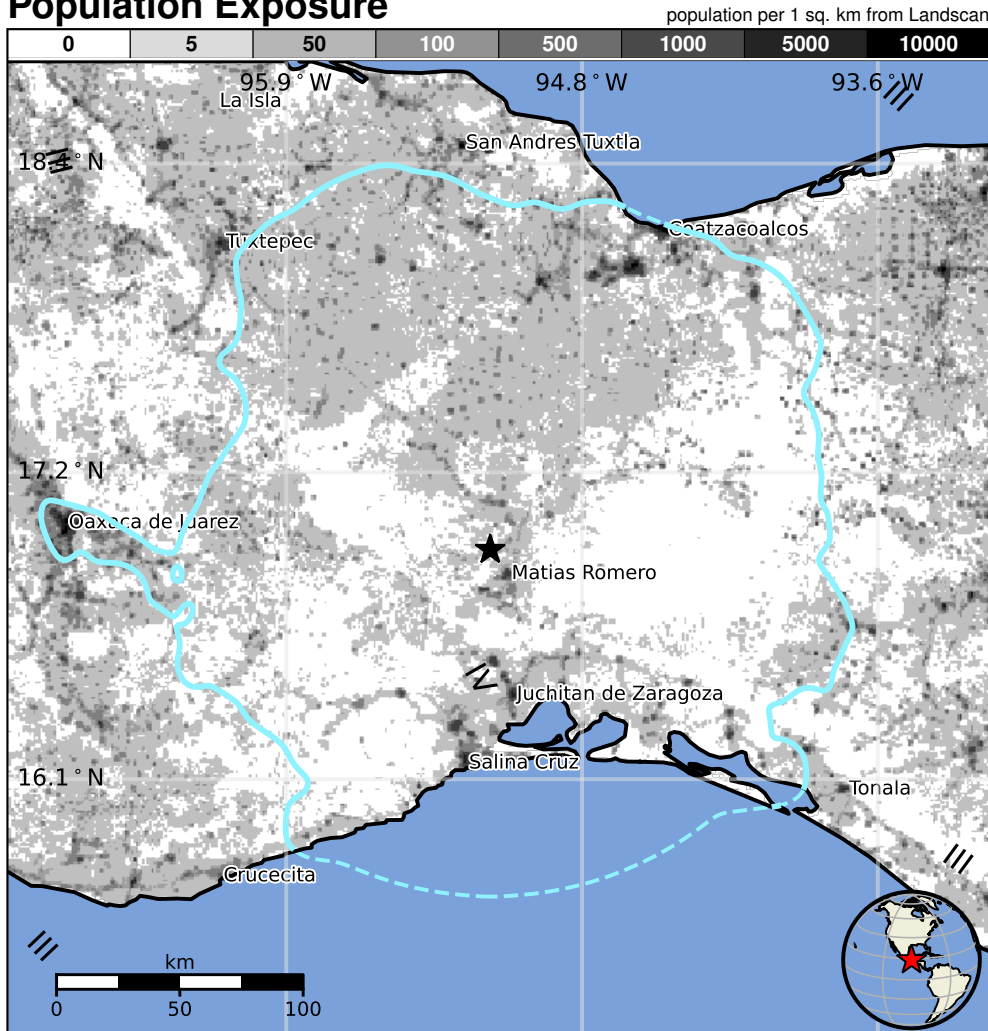 Population Exposure
population per 1 sq. km from Landscan
0 5 50 100 500 1000 5000 10000
95.9°W 94.8°W 93.6°W
La Isla
San Andres Tuxtla
18.4°N
Coatzacoalcos
Tuxtepec
17.2°N
Oaxaca de Juarez
Matias Romero
Juchitan de Zaragoza
Salina Cruz
16.1°N
Tonala
Crucecita
km
0 50 100